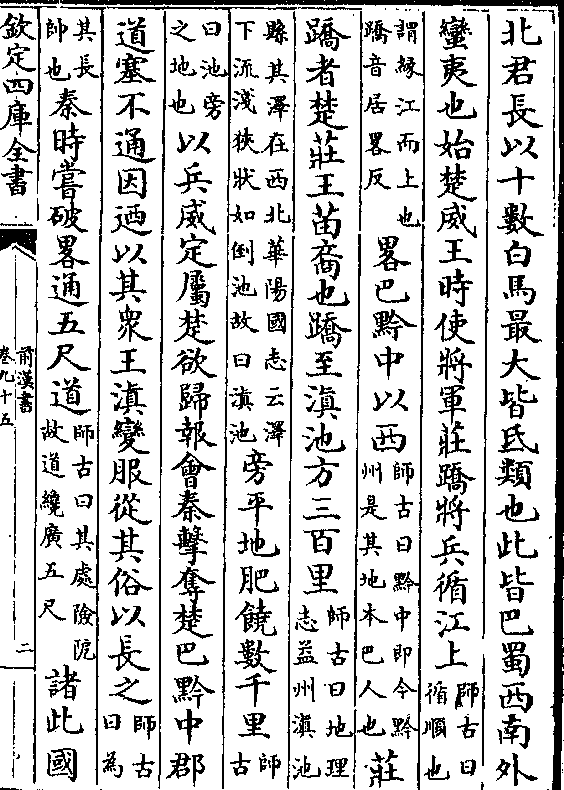 北君長以十數白馬最大皆氐類也此皆巴蜀西南外
蠻夷也始楚威王時使將軍莊蹻將兵循江上師古曰循順也
謂緣江而上也蹻音居畧反畧巴黔中以西師古曰黔中即今黔州是其地本巴人也莊
蹻者楚莊王苗裔也蹻至滇池方三百里師古曰地理志益州滇池
縣其澤在西北華陽國志云澤下流淺狹狀如倒池故曰滇池旁平地肥饒數千里師古
曰池旁之地也以兵威定屬楚欲歸報會秦擊奪楚巴黔中郡
道塞不通因迺以其衆王滇變服從其俗以長之師古曰為
其長帥也秦時嘗破畧通五尺道師古曰其處險阨故道纔廣五尺諸此國
欽定四庫全書
前漢書
卷九十五
二